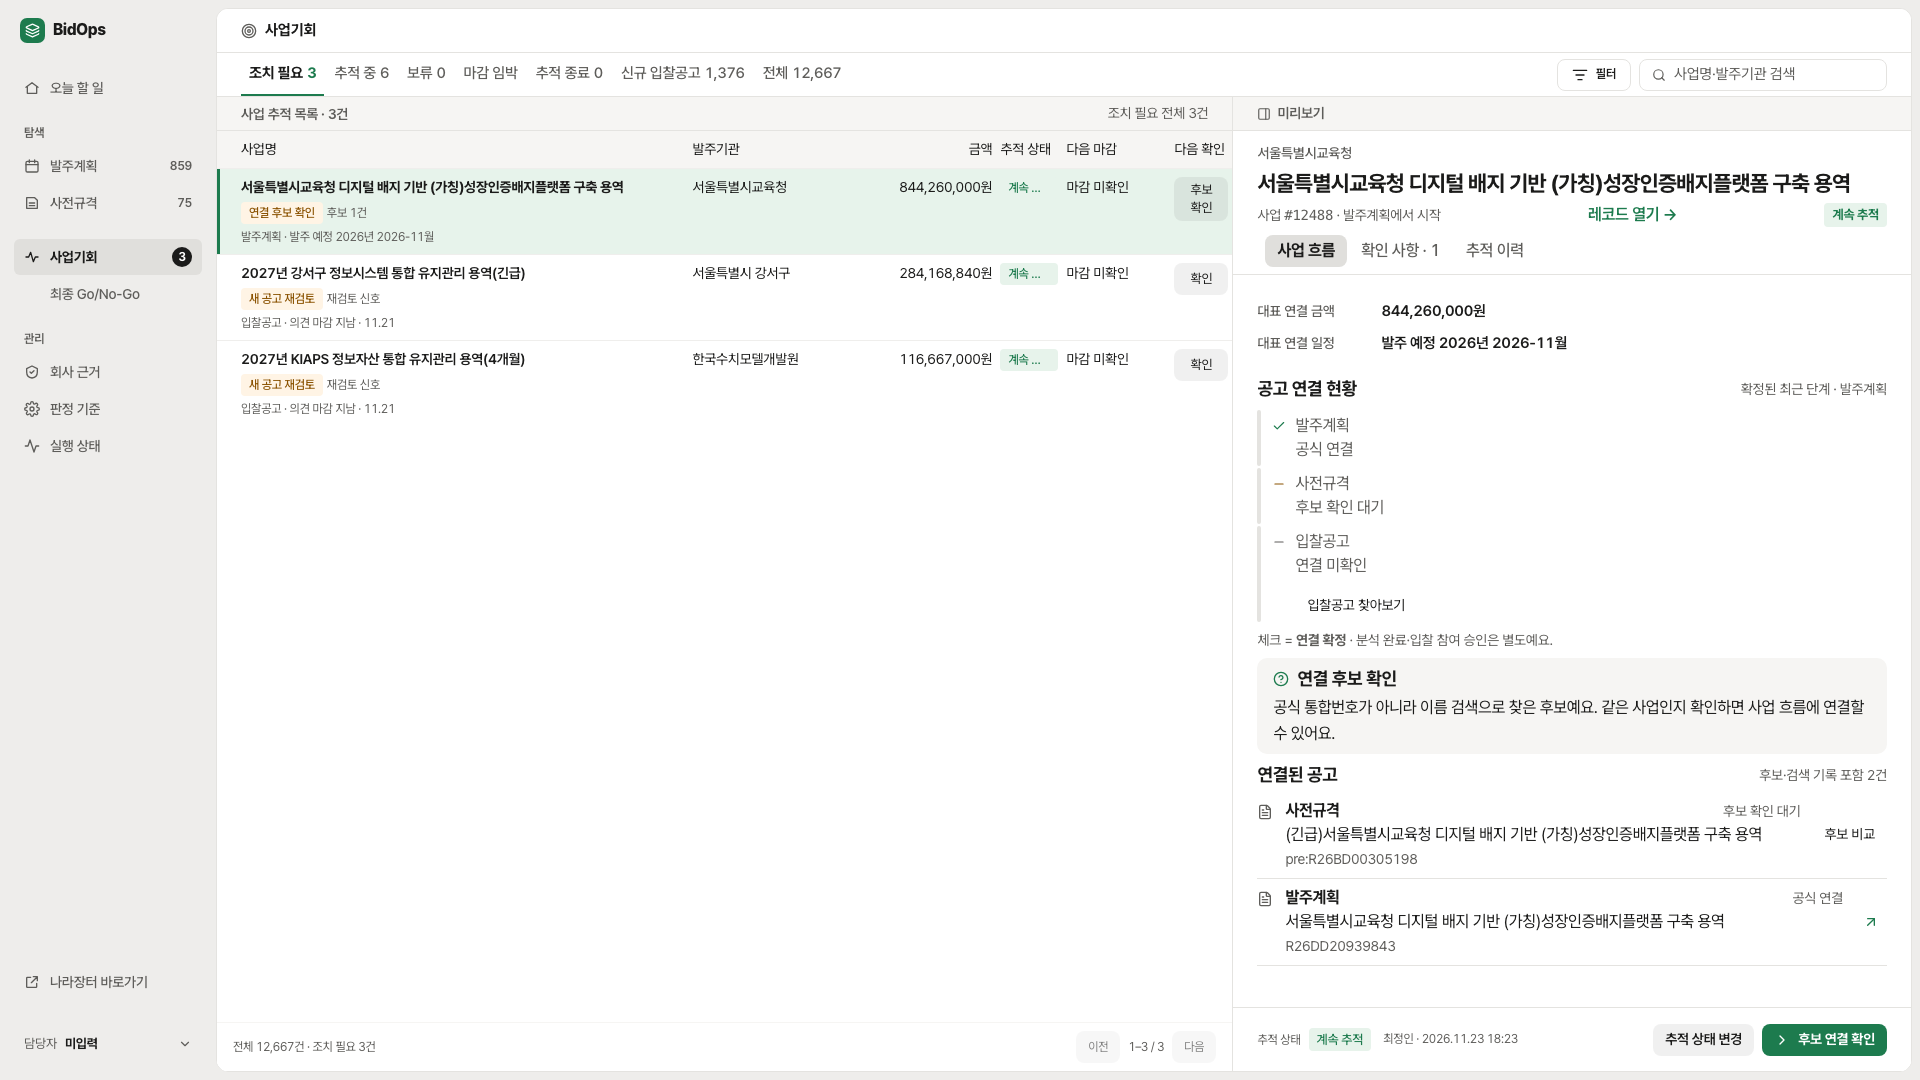 BidOps
오늘 할 일
탐색
발주계획 859
사전규격 75
사업기회 3
최종 Go/No-Go
관리
회사 근거
판정 기준
실행 상태
나라장터 바로가기
담당자 미입력
사업기회
조치 필요 3 추적 중 6 보류 0 마감 임박 추적 종료 0 신규 입찰공고 1,376 전체 12,667
필터
사업명·발주기관 검색
사업 추적 목록 · 3건
조치 필요 전체 3건
사업명 발주기관 금액 추적 상태 다음 마감 다음 확인
서울특별시교육청 디지털 배지 기반 (가칭)성장인증배지플랫폼 구축 용역 서울특별시교육청 844,260,000원 계속 ... 마감 미확인 후보
확인
연결 후보 확인 후보 1건
발주계획 · 발주 예정 2026년 2026-11월
2027년 강서구 정보시스템 통합 유지관리 용역(긴급) 서울특별시 강서구 284,168,840원 계속 ... 마감 미확인 확인
새 공고 재검토 재검토 신호
입찰공고 · 의견 마감 지남 · 11.21
2027년 KIAPS 정보자산 통합 유지관리 용역(4개월) 한국수치모델개발원 116,667,000원 계속 ... 마감 미확인 확인
새 공고 재검토 재검토 신호
입찰공고 · 의견 마감 지남 · 11.21
전체 12,667건 · 조치 필요 3건
이전 1–3 / 3 다음
미리보기
서울특별시교육청
서울특별시교육청 디지털 배지 기반 (가칭)성장인증배지플랫폼 구축 용역
사업 #12488 · 발주계획에서 시작 레코드 열기 → 계속 추적
사업 흐름 확인 사항 · 1 추적 이력
대표 연결 금액 844,260,000원
대표 연결 일정 발주 예정 2026년 2026-11월
공고 연결 현황 확정된 최근 단계 · 발주계획
발주계획
공식 연결
사전규격
후보 확인 대기
입찰공고
연결 미확인
입찰공고 찾아보기
체크 = 연결 확정 · 분석 완료·입찰 참여 승인은 별도예요.
연결 후보 확인
공식 통합번호가 아니라 이름 검색으로 찾은 후보예요. 같은 사업인지 확인하면 사업 흐름에 연결할
수 있어요.
연결된 공고 후보·검색 기록 포함 2건
사전규격 후보 확인 대기
(긴급)서울특별시교육청 디지털 배지 기반 (가칭)성장인증배지플랫폼 구축 용역 후보 비교
pre:R26BD00305198
발주계획 공식 연결
서울특별시교육청 디지털 배지 기반 (가칭)성장인증배지플랫폼 구축 용역
R26DD20939843
추적 상태 계속 추적 최정인 · 2026.11.23 18:23 추적 상태 변경 후보 연결 확인